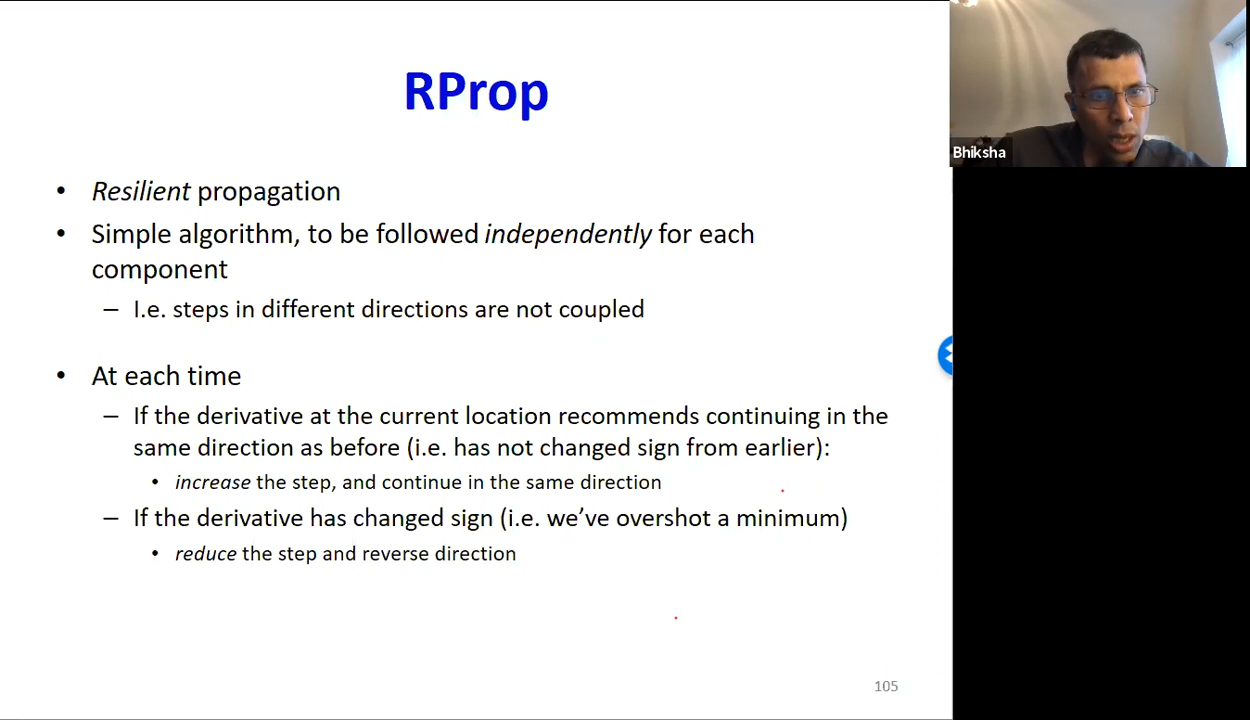 RProp
• Resilient propagation
• Simple algorithm, to be followed independently for each
component
– I.e. steps in different directions are not coupled
• At each time
– If the derivative at the current location recommends continuing in the
same direction as before (i.e. has not changed sign from earlier):
• increase the step, and continue in the same direction
– If the derivative has changed sign (i.e. we’ve overshot a minimum)
• reduce the step and reverse direction
105
Bhiksha